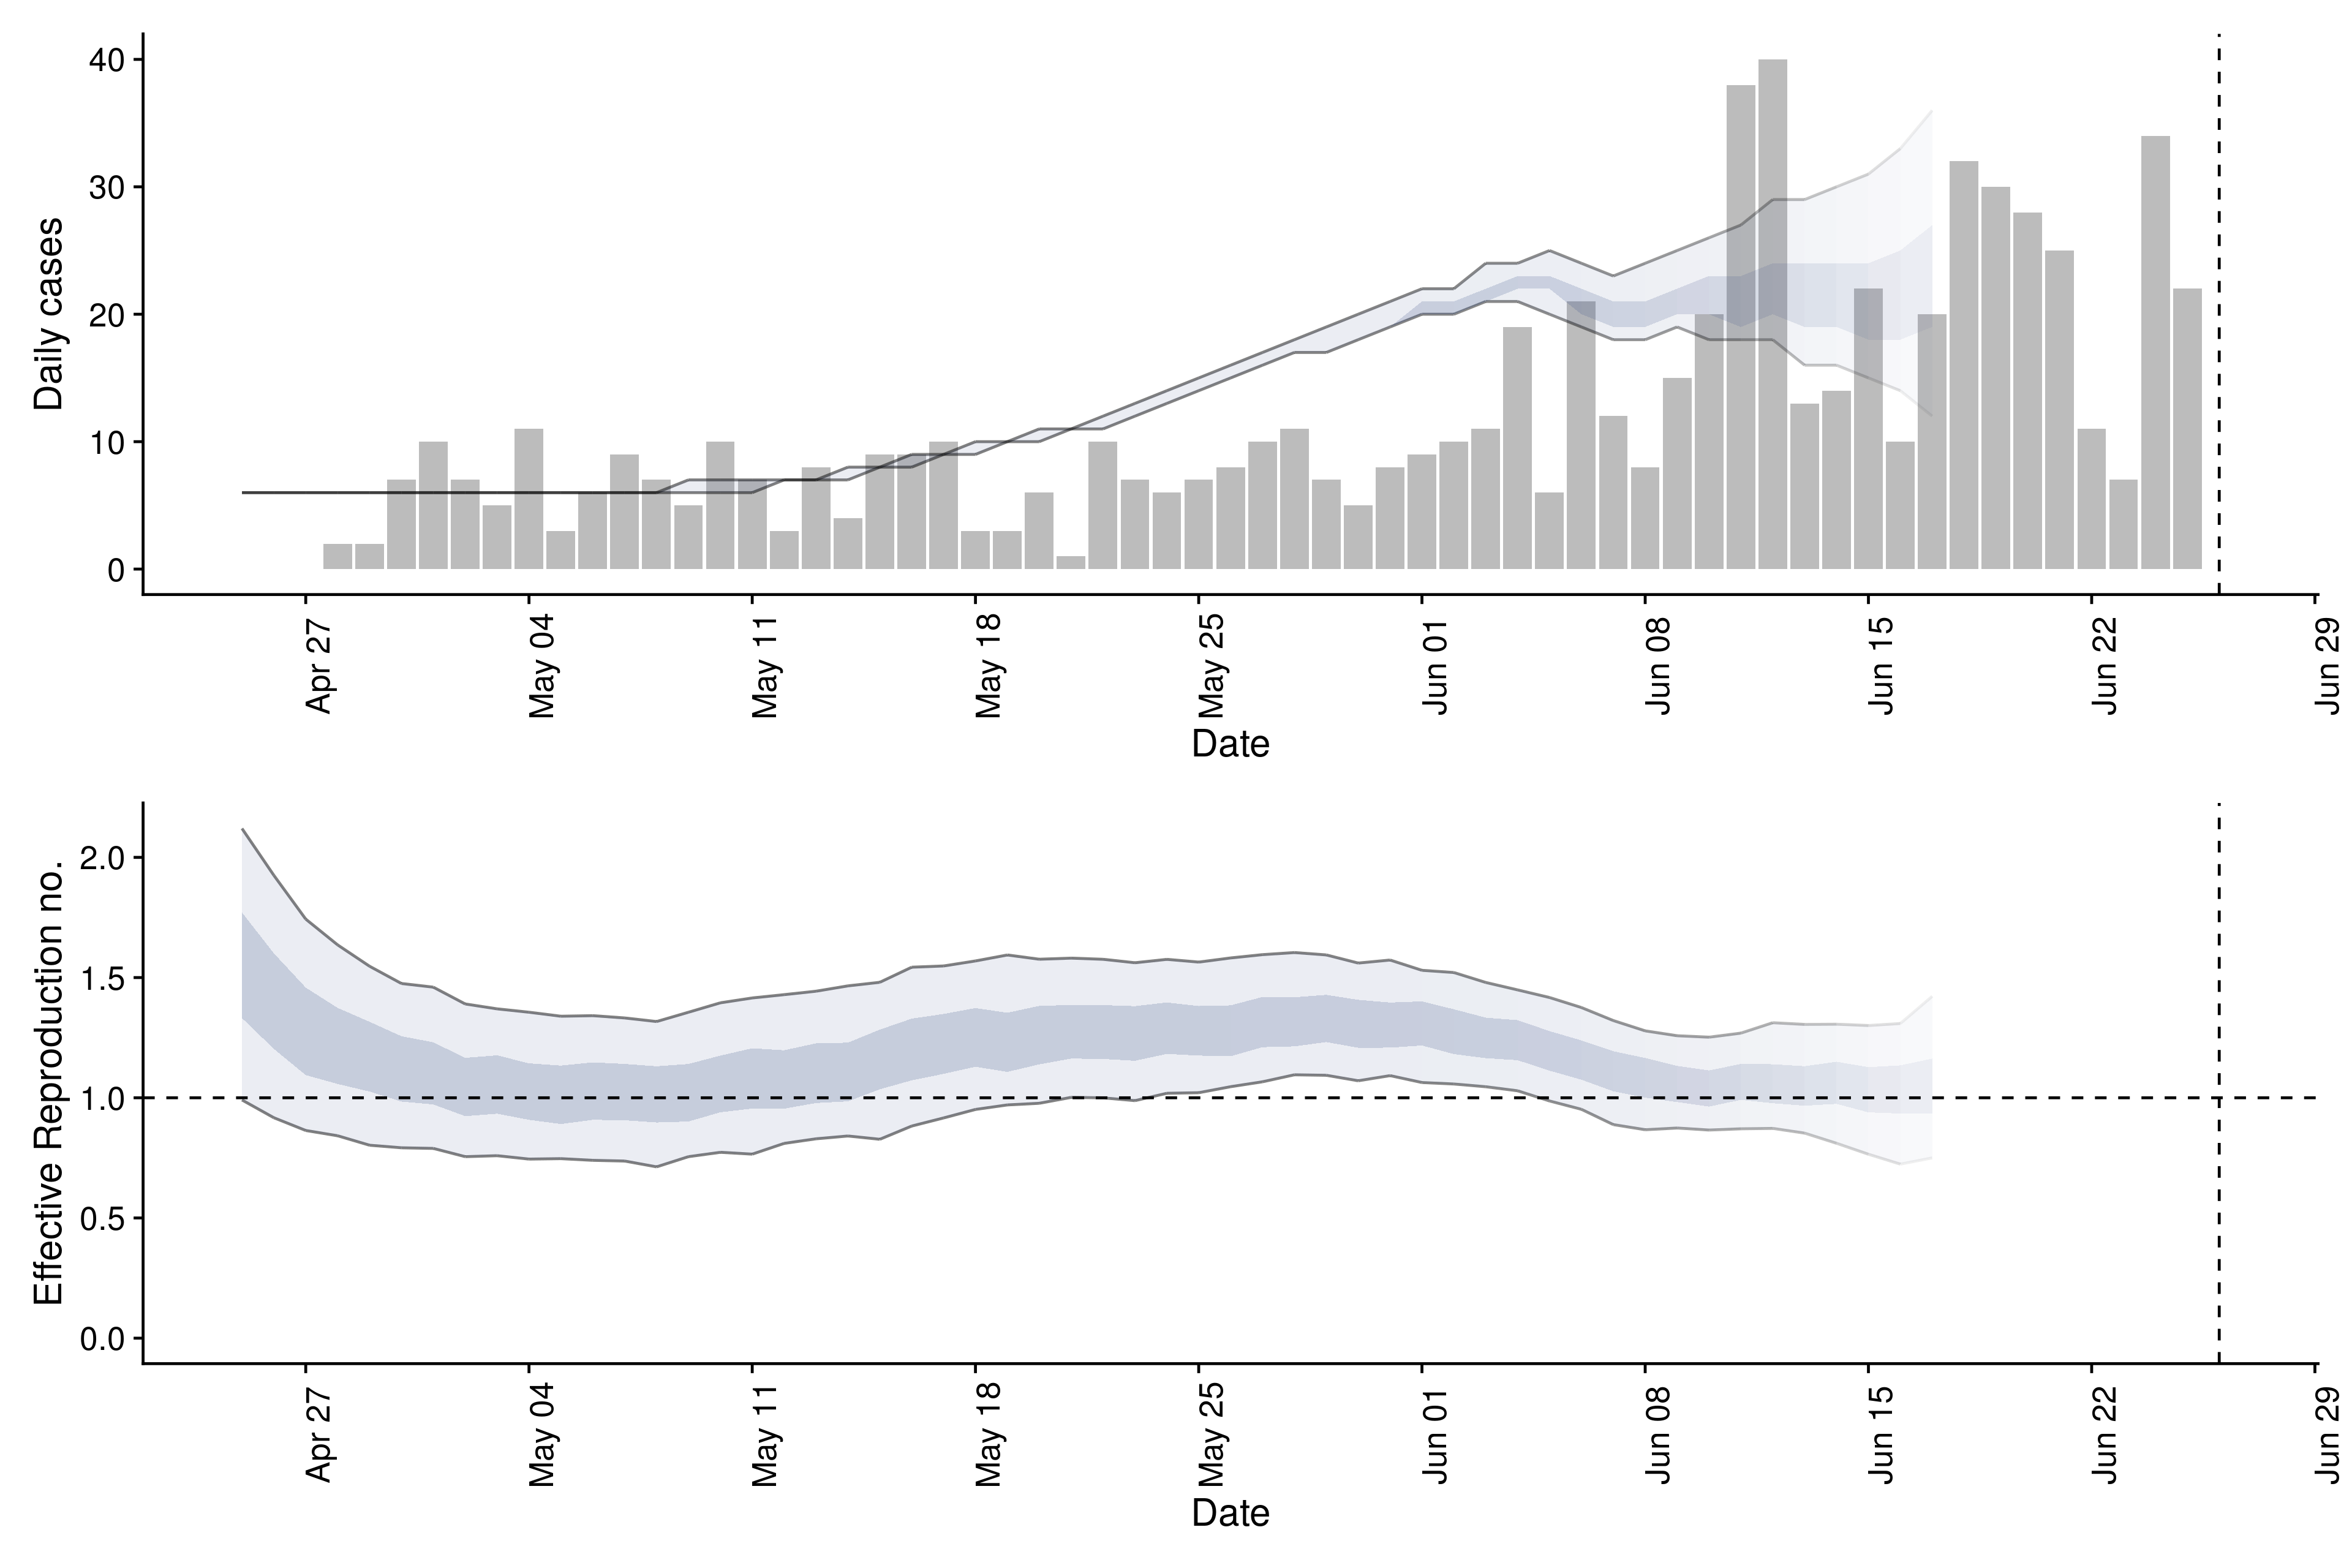 Daily cases
40
30
20
10
0
Apr 27
May 04
May 11
May 18
May 25
Jun 01
Jun 08
Jun 15
Jun 22
Jun 29
Date
Effective Reproduction no.
2.0
1.5
1.0
0.5
0.0
Apr 27
May 04
May 11
May 18
May 25
Jun 01
Jun 08
Jun 15
Jun 22
Jun 29
Date